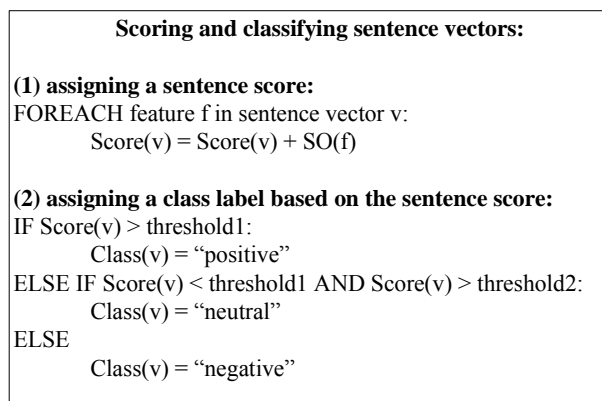 Scoring and classifying sentence vectors:
(1) assigning a sentence score:
FOREACH feature f in sentence vector v:
Score(v) = Score(v) + SO(f)
(2) assigning a class label based on the sentence score:
IF Score(v) > threshold1:
Class(v) = “positive”
ELSE IF Score(v) < threshold1 AND Score(v) > threshold2:
Class(v) = “neutral”
ELSE
Class(v) = “negative”